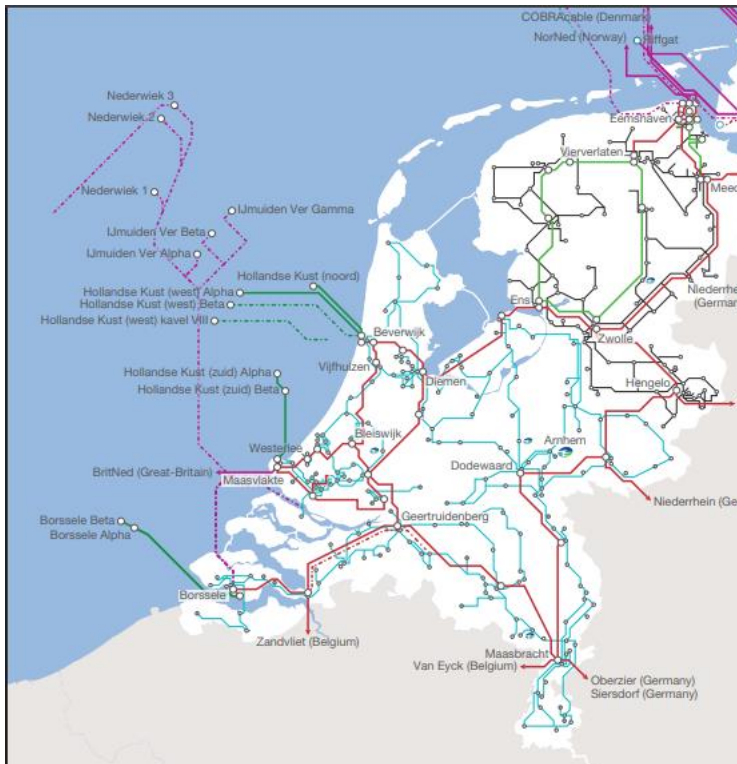 COBRAcable (Denmark)
NorNed (Norway)
Riffgat
Nederwiek 3
Nederwiek 2
Eemshaven
Vierverlaten
Nederwiek 1
IJmuiden Ver Gamma
IJmuiden Ver Beta
IJmuiden Ver Alpha
Hollandse Kust (noord)
Hollandse Kust (west) Alpha
Hollandse Kust (west) Beta
Hollandse Kust (west) kavel VIII
Ens
Zwolle
Beverwijk
Vijfhuizen
Diemen
Hollandse Kust (zuid) Alpha
Hollandse Kust (zuid) Beta
Hengelo
Bleiswijk
Westerlee
Arnhem
BritNed (Great-Britain)
Maasvlakte
Dodewaard
Niederrhein (Ge
Borssele Beta
Borssele Alpha
Geertruidenberg
Borssele
Zandvliet (Belgium)
Maasbracht
Van Eyck (Belgium)
Oberzier (Germany)
Siersdorf (Germany)